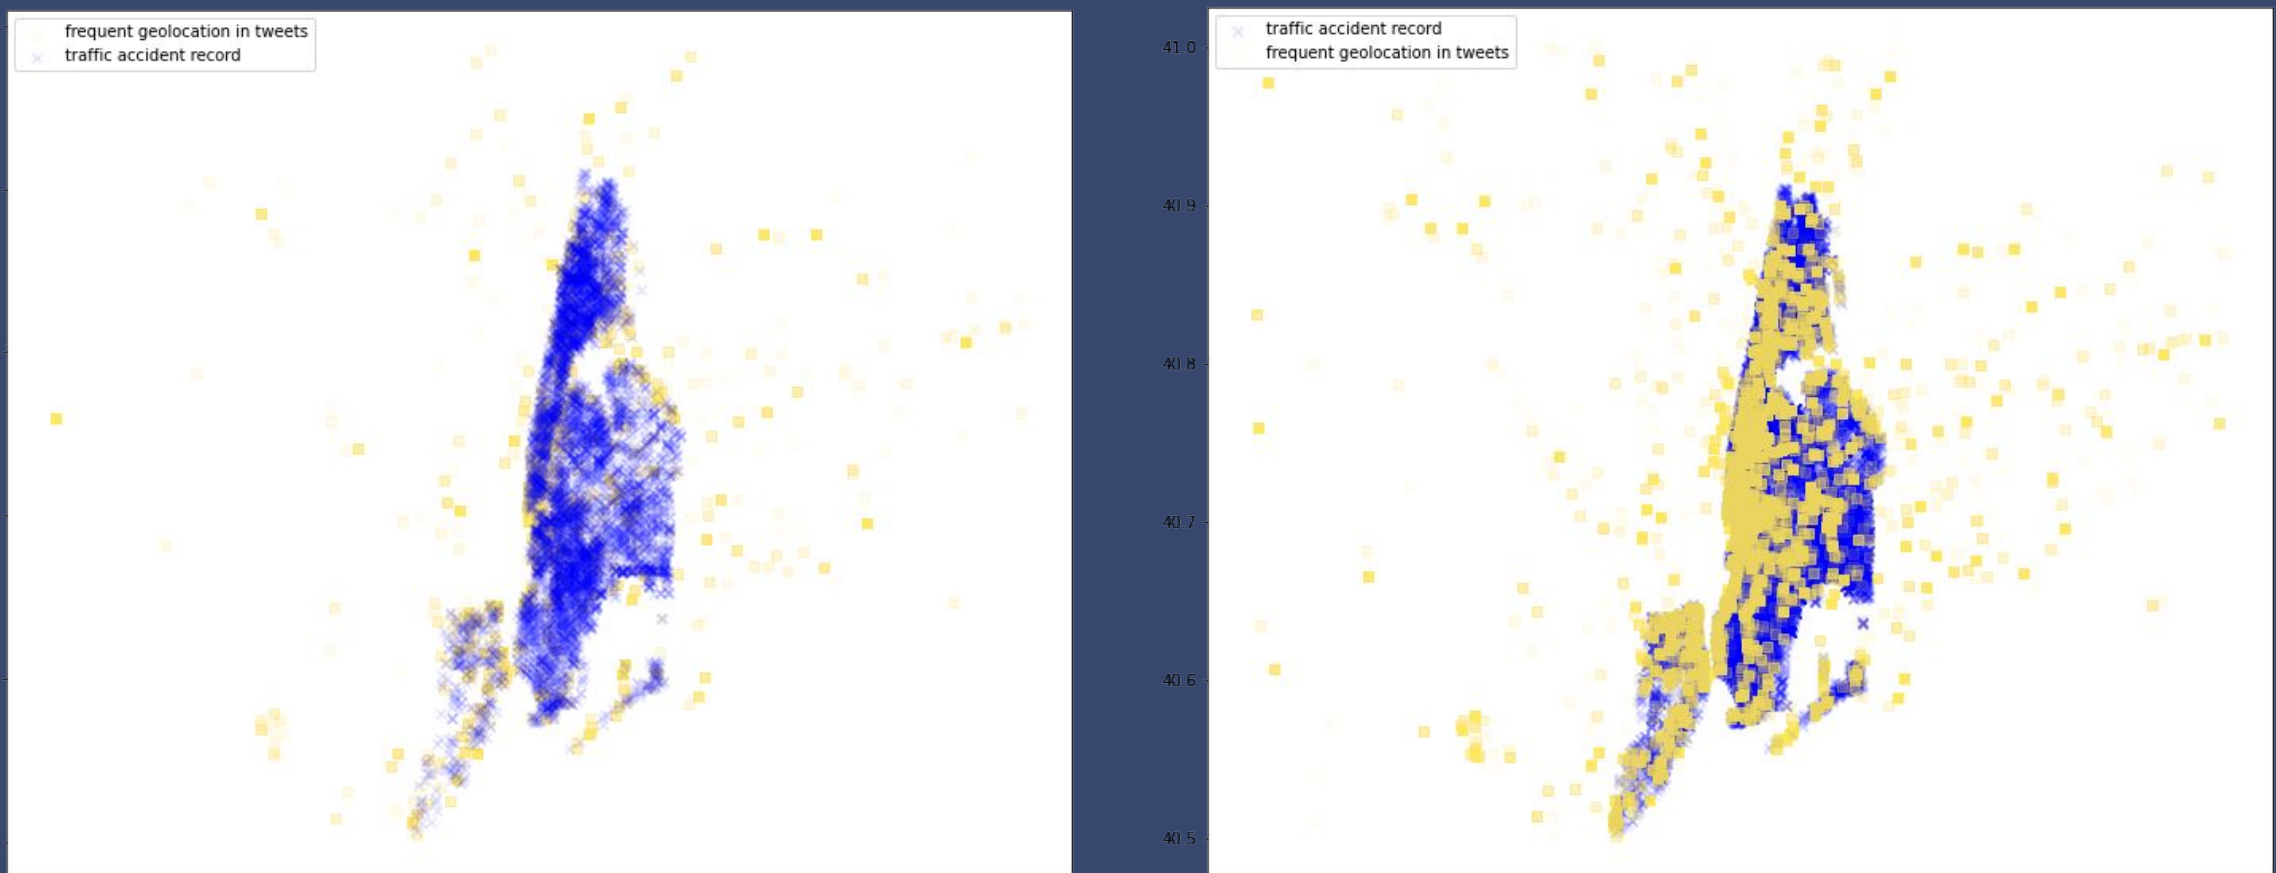 frequent geolocation in tweets
traffic accident record
traffic accident record
frequent geolocation in tweets
41.0
40.9
40.8
40.7
40.6
40.5